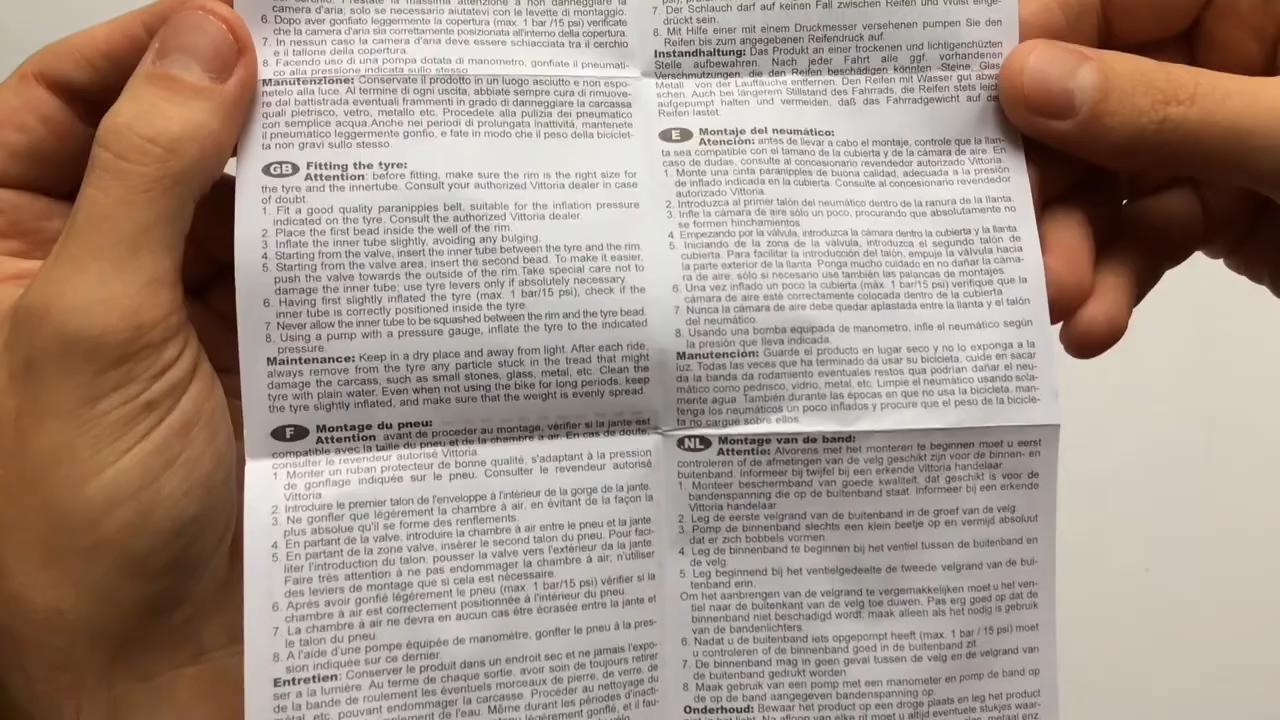 camera d'aria; solo se necessario aiutatevi con le levette di montaggio.
6. Dopo aver gonfiato leggermente la copertura (max. 1 bar /15 psi) verificate
che la camera d'aria sia correttamente posizionata all'interno della copertura.
7. In nessun caso la camera d'aria deve essere schiacciata tra il cerchio
e il tallone della copertura.
8. Facendo uso di una pompa dotata di manometro, gonfiate il pneumati-
co alla pressione indicata sullo stesso
Manutenzione: Conservate il prodotto in un luogo asciutto e non espo-
netelo alla luce. Al termine di ogni uscita, abbiate sempre cura di rimuove-
re dal battistrada eventuali frammenti in grado di danneggiare la carcassa
quali pietrisco, vetro, metallo etc. Procedete alla pulizia dei pneumatico
con semplice acqua.Anche nei periodi di prolungata inattività, mantenete
il pneumatico leggermente gonfio, e fate in modo che il peso della biciclet-
ta non gravi sullo stesso.
GB Fitting the tyre:
Attention: before fitting, make sure the rim is the right size for
the tyre and the innertube. Consult your authorized Vittoria dealer in case
of doubt.
1. Fit a good quality paranipples belt, suitable for the inflation pressure
indicated on the tyre. Consult the authorized Vittoria dealer.
2. Place the first bead inside the well of the rim.
3. Inflate the inner tube slightly, avoiding any bulging.
4. Starting from the valve, insert the inner tube between the tyre and the rim.
5. Starting from the valve area, insert the second bead. To make it easier,
push the valve towards the outside of the rim.Take special care not to
damage the inner tube; use tyre levers only if absolutely necessary.
6. Having first slightly inflated the tyre (max. 1 bar/15 psi), check if the
inner tube is correctly positioned inside the tyre.
7 Never allow the inner tube to be squashed between the rim and the tyre bead.
8. Using a pump with a pressure gauge, inflate the tyre to the indicated
pressure.
Maintenance: Keep in a dry place and away from light. After each ride,
always remove from the tyre any particle stuck in the tread that might
damage the carcass, such as small stones, glass, metal, etc. Clean the
tyre with plain water. Even when not using the bike for long periods, keep
the tyre slightly inflated, and make sure that the weight is evenly spread.
F Montage du pneu:
Attention: avant de proceder au montage, vérifier si la jante est
compatible avec la taille du pneu et de la chambre à air. En cas de doute,
consulter le revendeur autorisé Vittoria.
1. Monter un ruban protecteur de bonne qualité, s'adaptant à la pression
de gonflage indiquée sur le pneu. Consulter le revendeur autorisé
Vittoria.
2. Introduire le premier talon de l'enveloppe à l'intérieur de la gorge de la jante.
3. Ne gonfler que légèrement la chambre à air, en évitant de la façon la
plus absolue qu'il se forme des renflements.
4. En partant de la valve, introduire la chambre à air entre le pneu et la jante.
5. En partant de la zone valve, insérer le second talon du pneu. Pour faci-
liter l'introduction du talon, pousser la valve vers l'extérieur da la jante.
Faire très attention à ne pas endommager la chambre à air; n'utiliser
des leviers de montage que si cela est nécessaire.
6. Après avoir gonflé légèrement le pneu (max. 1 bar/15 psi) vérifier si la
chambre à air est correctement positionnée à l'intérieur du pneu.
7. La chambre à air ne devra en aucun cas être écrasée entre la jante et
le talon du pneu.
8. A l'aide d'une pompe équipée de manomètre, gonfler le pneu à la pres-
sion indiquée sur ce dernier.
Entretien: Conserver le produit dans un endroit sec et ne jamais l'expo-
ser a la lumière. Au terme de chaque sortie, avoir soin de toujours retirer
de la bande de roulement les éventuels morceaux de pierre, de verre, de
métal, etc. pouvant endommager la carcasse. Procéder au nettoyage du
de l'eau. Même durant les périodes d'inacti-
légèrement gonflé, et il fau-
7. Der Schlauch darf auf keinen Fall zwischen Reifen und Wulst einge-
drückt sein.
8. Mit Hilfe einer mit einem Druckmesser versehenen pumpen Sie den
Reifen bis zum angegebenen Reifendruck auf.
Instandhaltung: Das Produkt an einer trockenen und lichtigenchüzten
Stelle aufbewahren. Nach jeder Fahrt alle ggf. vorhandenen
Verschmutzungen, die den Reifen beschädigen könnten -Steine, Glas,
Metall von der Lauffäuche entfernen. Den Reifen mit Wasser gut abwa
schen. Auch bei längerem Stillstand des Fahrrads, die Reifen stets leich
aufgepumpt halten und vermeiden, daß das Fahrradgewicht auf de
Reifen lastet.
E Montaje del neumático:
Atención: antes de llevar a cabo el montaje, controle que la llan-
ta sea compatible con el tamano de la cubierta y de la cámara de aire. En
caso de dudas, consulte al concesionario revendedor autorizado Vittoria.
1. Monte una cinta paranipples de buona calidad, adecuada a la presión
de inflado indicada en la cubierta. Consulte al concesionario revendedor
autorizado Vittoria.
2. Introduzca al primer talón del neumático dentro de la ranura de la llanta.
3. Infle la cámara de aire sólo un poco, procurando que absolutamente no
se formen hinchamientos.
4 Empezando por la válvula, introduzca la cámara dentro la cubierta y la llanta.
5. Iniciando de la zona de la válvula, introduzca el segundo talón de
cubierta. Para facilitar la introducción del talón, empuje la válvula hacia
la parte exterior de la llanta. Ponga mucho cuidado en no dañar la cáma-
ra de aire, sólo si necesario use también las palancas de montajes.
6. Una vez inflado un poco la cubierta (máx. 1 bar/15 psi) verifique que la
cámara de aire esté correctamente colocada dentro de la cubierta.
7. Nunca la cámara de aire debe quedar aplastada entre la llanta y el talón
del neumático.
8. Usando una bomba equipada de manometro, infle el neumático según
la presión que lleva indicada.
Manutención: Guarde el producto en lugar seco y no lo exponga a la
luz. Todas las veces que ha terminado da usar su bicicleta, cuide en sacar
da la banda da rodamiento eventuales restos que podrian dañar el neu-
mático como pedrisco, vidrio, metal, etc. Limpie el neumático usando sola-
mente agua. También durante las épocas en que no usa la bicicleta, man-
tenga los neumáticos un poco inflados y procure que el peso de la bicicle-
ta no cargue sobre ellos.
NL Montage van de band:
Attentie: Alvorens met het monteren te beginnen moet u eerst
controleren of de afmetingen van de velg geschikt zijn voor de binnen- en
buitenband. Informeer bij twijfel bij een erkende Vittoria handelaar.
1. Monteer beschermband van goede kwaliteit, dat geschikt is voor de
bandenspanning die op de buitenband staat. Informeer bij een erkende
Vittoria handelaar
2. Leg de eerste velgrand van de buitenband in de groef van de velg.
3. Pomp de binnenband slechts een klein beetje op en vermijd absoluut
dat er zich bobbels vormen
4. Leg de binnenband te beginnen bij het ventiel tussen de buitenband en
de velg.
5 Leg beginnend bij het ventielgedeelte de tweede velgrand van de bui-
tenband erin.
Om het aanbrengen van de velgrand te vergemakkelijken moet u het ven-
tiel naar de buitenkant van de velg toe duwen. Pas erg goed op dat de
binnenband niet beschadigd wordt; maak alleen als het nodig is gebruik
van de bandenlichters.
6. Nadat u de buitenband iets opgepompt heeft (max. 1 bar / 15 psi) moet
u controleren of de binnenband goed in de buitenband zit.
7. De binnenband mag in geen geval tussen de velg en de velgrand van
de buitenband gedrukt worden
8 Maak gebruik van een pomp met een manometer en pomp de band op
de op de band aangegeven bandenspanning op.
Onderhoud: Bewaar het product op een droge plaats en leg het product